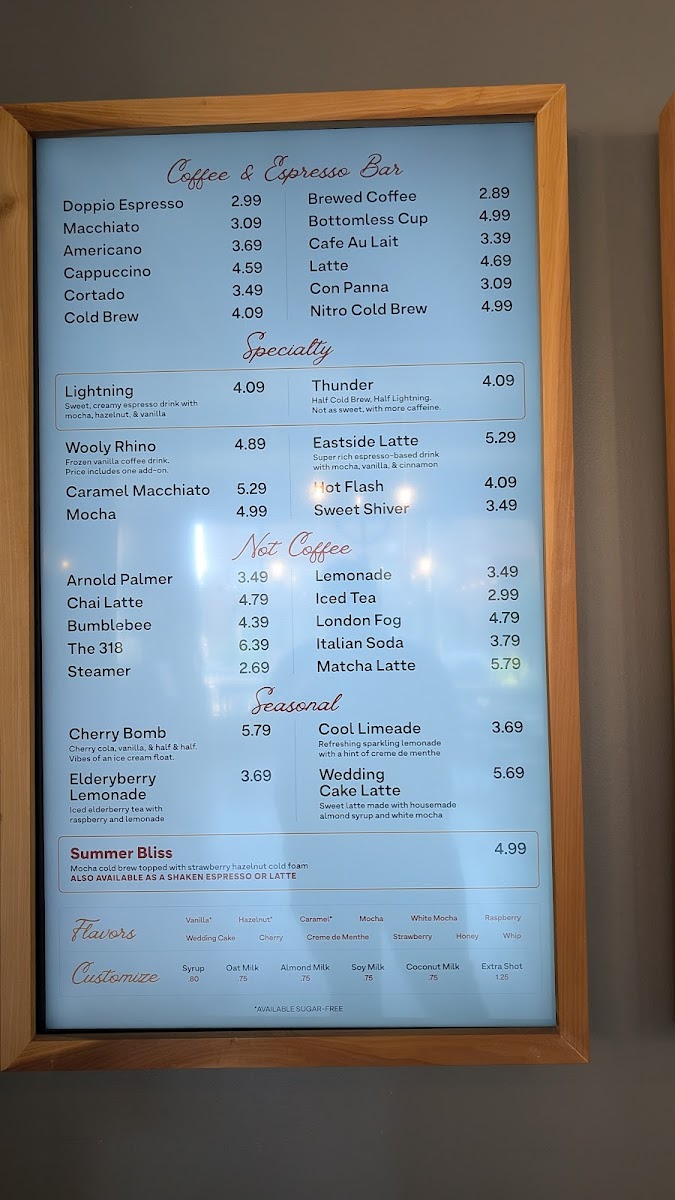 Coffee & Espresso Bar
Doppio Espresso 2.99
Macchiato 3.09
Americano 3.69
Cappuccino 4.59
Cortado 3.49
Cold Brew 4.09
Brewed Coffee 2.89
Bottomless Cup 4.99
Cafe Au Lait 3.39
Latte 4.69
Con Panna 3.09
Nitro Cold Brew 4.99
Specialty
Lightning 4.09
Sweet, creamy espresso drink with
mocha, hazelnut, & vanilla
Thunder 4.09
Half Cold Brew, Half Lightning.
Not as sweet, with more caffeine.
Wooly Rhino 4.89
Frozen vanilla coffee drink.
Price includes one add-on.
Caramel Macchiato 5.29
Mocha 4.99
Eastside Latte 5.29
Super rich espresso-based drink
with mocha, vanilla, & cinnamon
Hot Flash 4.09
Sweet Shiver 3.49
Not Coffee
Arnold Palmer 3.49
Chai Latte 4.79
Bumblebee 4.39
The 318 6.39
Steamer 2.69
Lemonade 3.49
Iced Tea 2.99
London Fog 4.79
Italian Soda 3.79
Matcha Latte 5.79
Seasonal
Cherry Bomb 5.79
Cherry cola, vanilla, & half & half.
Vibes of an ice cream float.
Elderyberry 3.69
Lemonade
Iced elderberry tea with
raspberry and lemonade
Cool Limeade 3.69
Refreshing sparkling lemonade
with a hint of creme de menthe
Wedding 5.69
Cake Latte
Sweet latte made with housemade
almond syrup and white mocha
Summer Bliss 4.99
Mocha cold brew topped with strawberry hazelnut cold foam
ALSO AVAILABLE AS A SHAKEN ESPRESSO OR LATTE
Flavors
Vanilla* Hazelnut* Caramel* Mocha White Mocha Raspberry
Wedding Cake Cherry Creme de Menthe Strawberry Honey Whip
Customize
Syrup Oat Milk Almond Milk Soy Milk Coconut Milk Extra Shot
.80 .75 .75 .75 .75 1.25
*AVAILABLE SUGAR-FREE